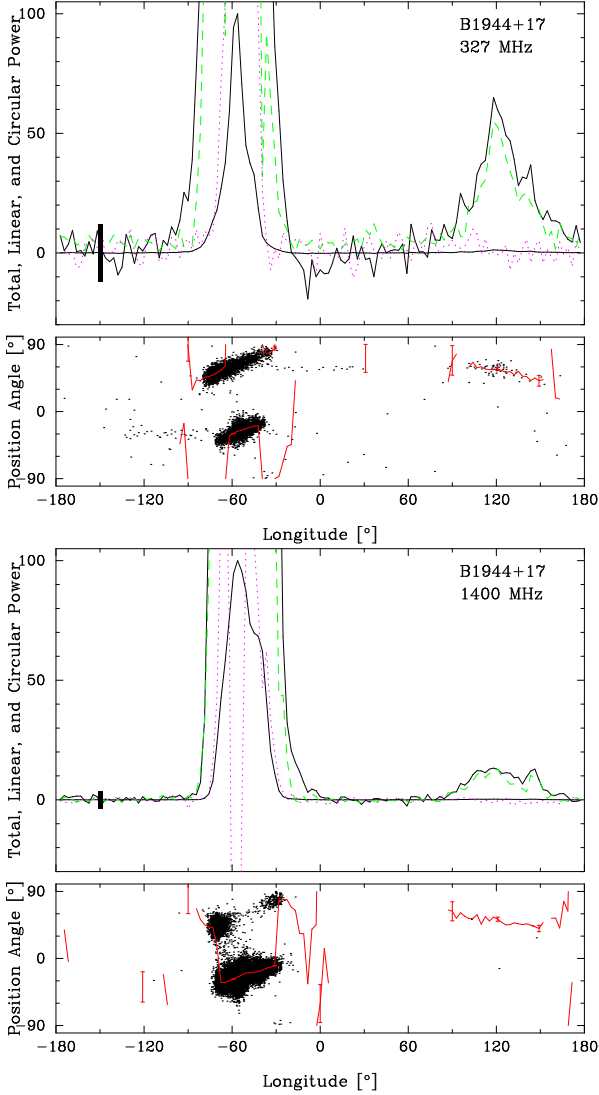 B1944+17
327 MHz
Total, Linear, and Circular Power
100
50
0
Position Angle [°]
90
0
−90
−180 −120 −60 0 60 120 180
Longitude [°]
B1944+17
1400 MHz
Total, Linear, and Circular Power
100
50
0
Position Angle [°]
90
0
−90
−180 −120 −60 0 60 120 180
Longitude [°]